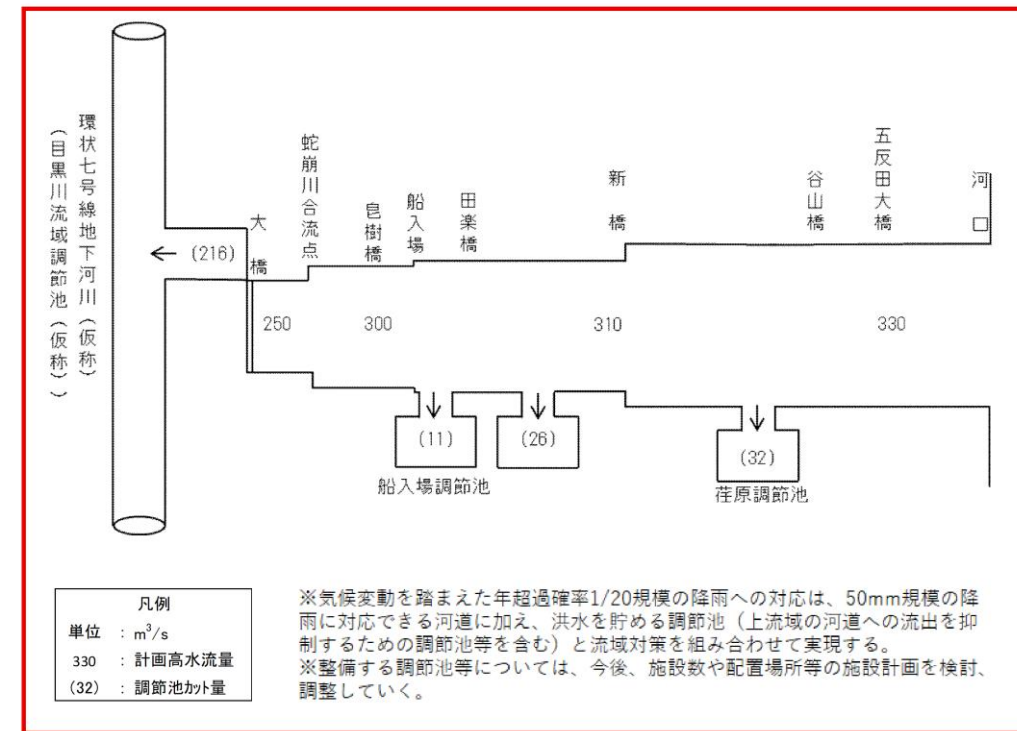 環状七号線地下河川（仮称）
（目黒川流域調節池（仮称））
大橋
蛇崩川合流点
皀樹橋
船入場
田楽橋
新橋
谷山橋
五反田大橋
河口
← (216)
250
300
310
330
(11)
(26)
(32)
船入場調節池
荏原調節池
凡例
単位 ：m³/s
330 ：計画高水流量
(32) ：調節池ｶｯﾄ量
※気候変動を踏まえた年超過確率1/20規模の降雨への対応は、50mm規模の降
雨に対応できる河道に加え、洪水を貯める調節池（上流域の河道への流出を抑
制するための調節池等を含む）と流域対策を組み合わせて実現する。
※整備する調節池等については、今後、施設数や配置場所等の施設計画を検討、
調整していく。